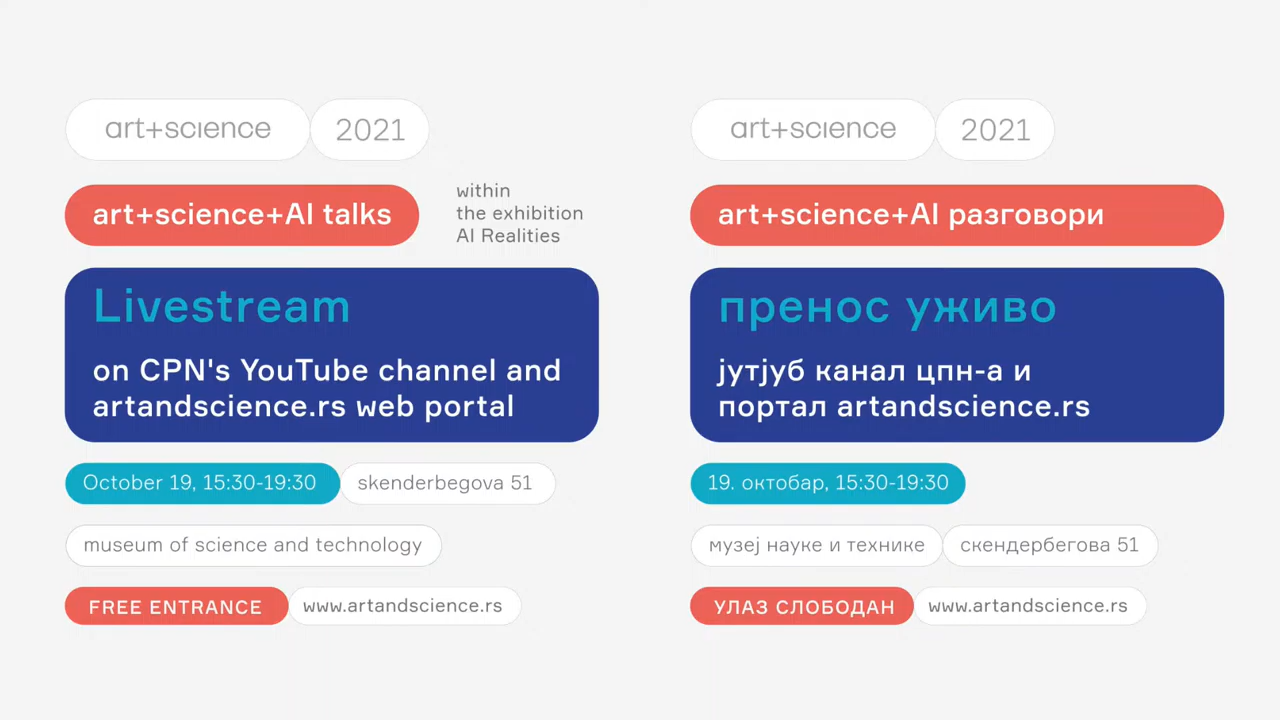 art+science 2021
art+science+AI talks
within
the exhibition
AI Realities
Livestream
on CPN's YouTube channel and
artandscience.rs web portal
October 19, 15:30-19:30 skenderbegova 51
museum of science and technology
FREE ENTRANCE www.artandscience.rs
art+science 2021
art+science+AI разговори
пренос уживо
јутјуб канал цпн-а и
портал artandscience.rs
19. октобар, 15:30-19:30
музеј науке и технике скендербегова 51
УЛАЗ СЛОБОДАН www.artandscience.rs